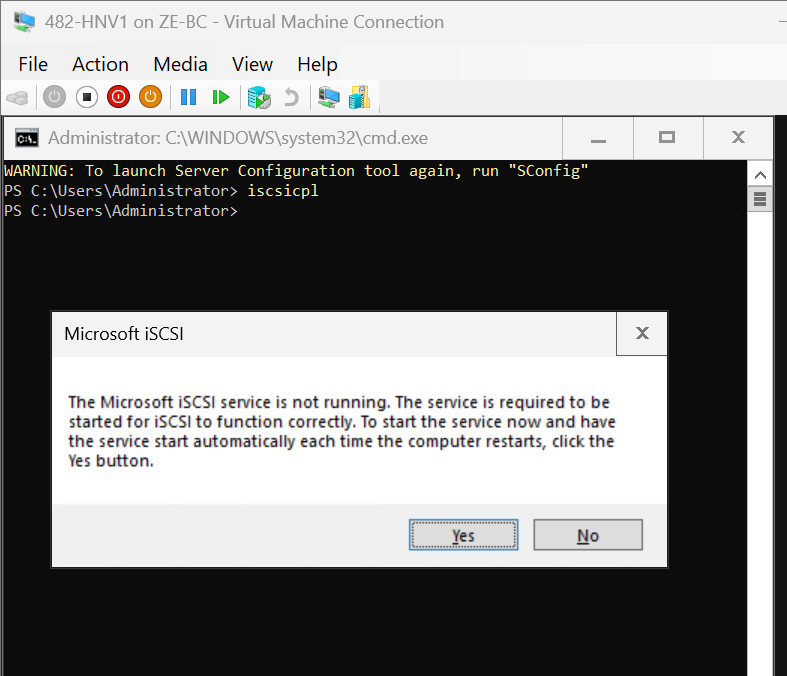 482-HNV1 on ZE-BC - Virtual Machine Connection
File Action Media View Help
Administrator: C:\WINDOWS\system32\cmd.exe
WARNING: To launch Server Configuration tool again, run "SConfig"
PS C:\Users\Administrator> iscsicpl
PS C:\Users\Administrator>
Microsoft iSCSI
The Microsoft iSCSI service is not running. The service is required to be
started for iSCSI to function correctly. To start the service now and have
the service start automatically each time the computer restarts, click the
Yes button.
Yes No